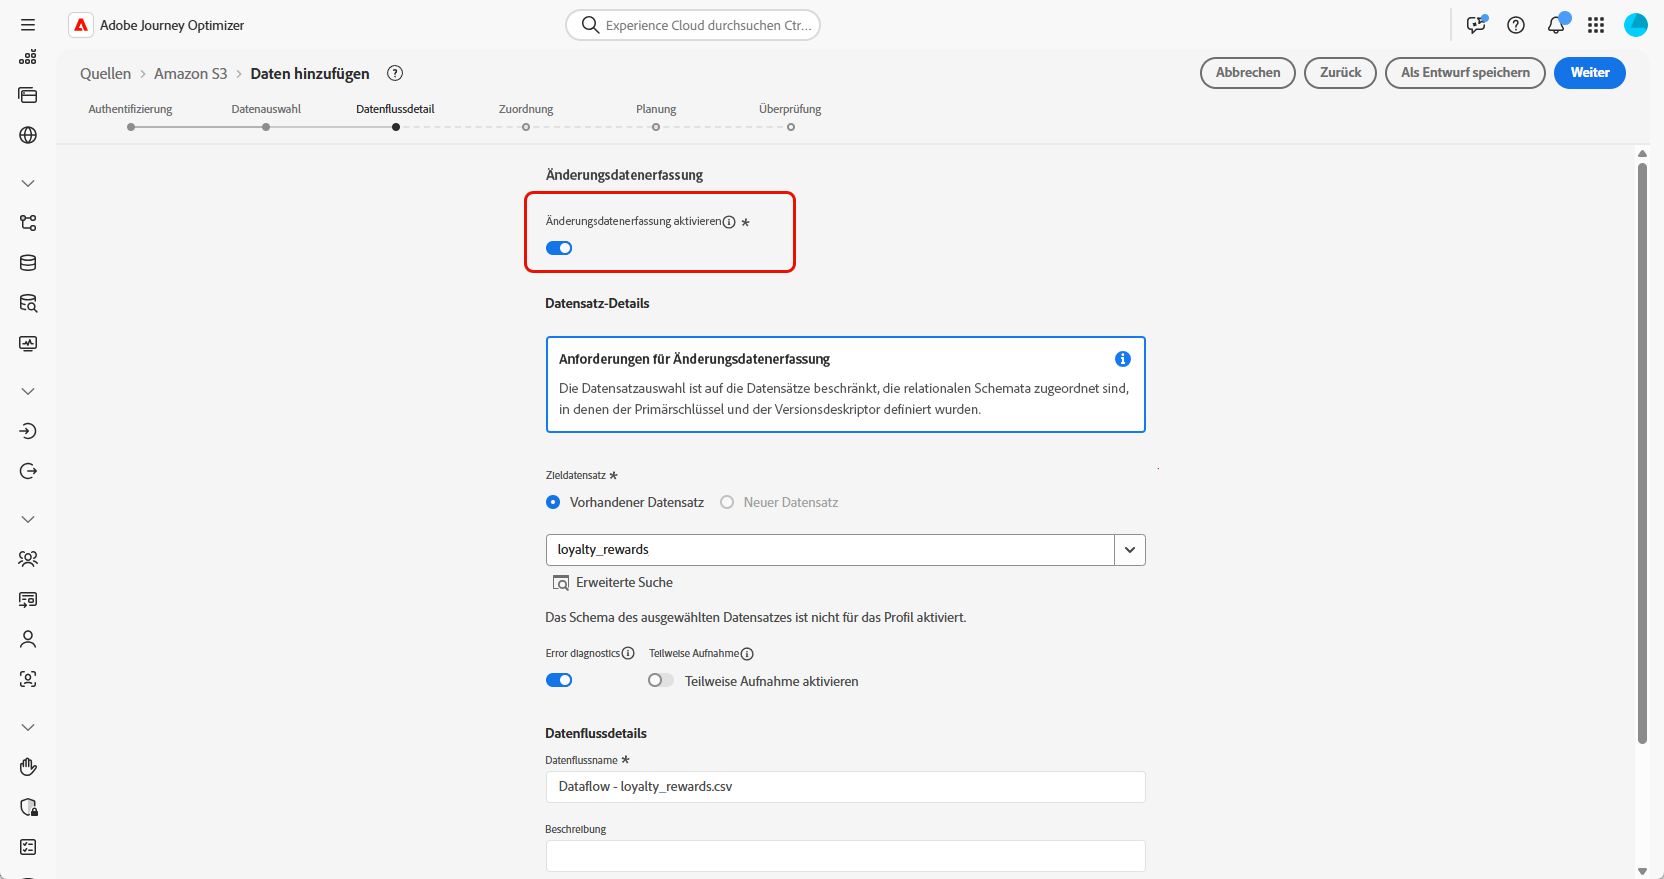 Adobe Journey Optimizer
Experience Cloud durchsuchen Ctr...
Quellen > Amazon S3 > Daten hinzufügen
Abbrechen
Zurück
Als Entwurf speichern
Weiter
Authentifizierung
Datenauswahl
Datenflussdetail
Zuordnung
Planung
Überprüfung
Änderungsdatenerfassung
Änderungsdatenerfassung aktivieren *
Datensatz-Details
Anforderungen für Änderungsdatenerfassung
Die Datensatzauswahl ist auf die Datensätze beschränkt, die relationalen Schemata zugeordnet sind,
in denen der Primärschlüssel und der Versionsdeskriptor definiert wurden.
Zieldatensatz *
Vorhandener Datensatz
Neuer Datensatz
loyalty_rewards
Erweiterte Suche
Das Schema des ausgewählten Datensatzes ist nicht für das Profil aktiviert.
Error diagnostics
Teilweise Aufnahme
Teilweise Aufnahme aktivieren
Datenflussdetails
Datenflussname *
Dataflow - loyalty_rewards.csv
Beschreibung